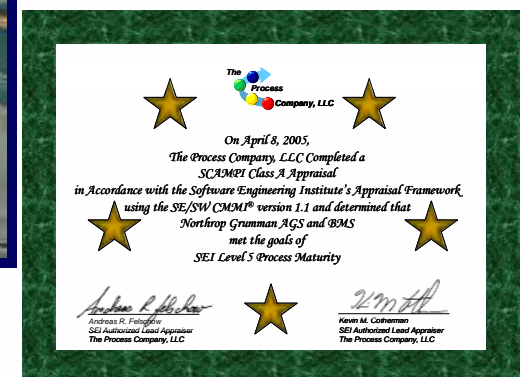 The
Process
Company, LLC
On April 8, 2005,
The Process Company, LLC Completed a
SCAMPI Class A Appraisal
in Accordance with the Software Engineering Institute's Appraisal Framework
using the SE/SW CMMI® version 1.1 and determined that
Northrop Grumman AGS and BMS
met the goals of
SEI Level 5 Process Maturity
Andreas R. Felschow
Andreas R. Felschow
SEI Authorized Lead Appraiser
The Process Company, LLC
Kevin M. Cotherman
SEI Authorized Lead Appraiser
The Process Company, LLC